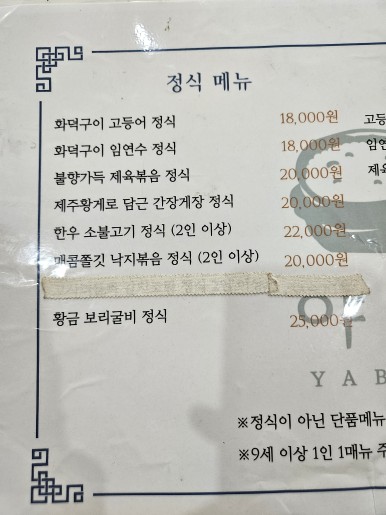 정식 메뉴
화덕구이 고등어 정식 18,000원 고등
화덕구이 임연수 정식 18,000원 임연
불향가득 제육볶음 정식 20,000원 제육
제주황게로 담근 간장게장 정식 20,000원
한우 소불고기 정식 (2인 이상) 22,000원
매콤쫄깃 낙지볶음 정식 (2인 이상) 20,000원
황금 보리굴비 정식 25,000원
야
YAB
※정식이 아닌 단품메뉴
※9세 이상 1인 1매뉴 주